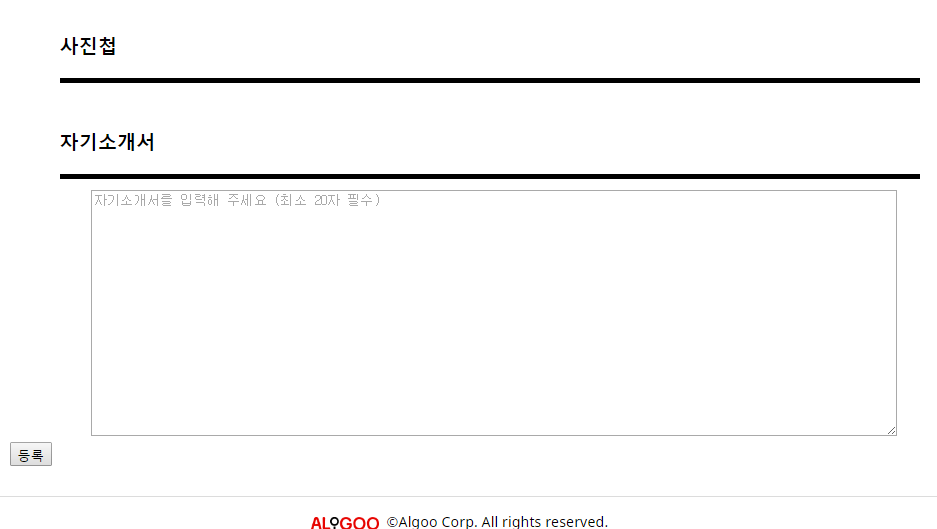 사진첩
자기소개서
자기소개서를 입력해 주세요 (최소 20자 필수)
등록
ALGOO ©Algoo Corp. All rights reserved.